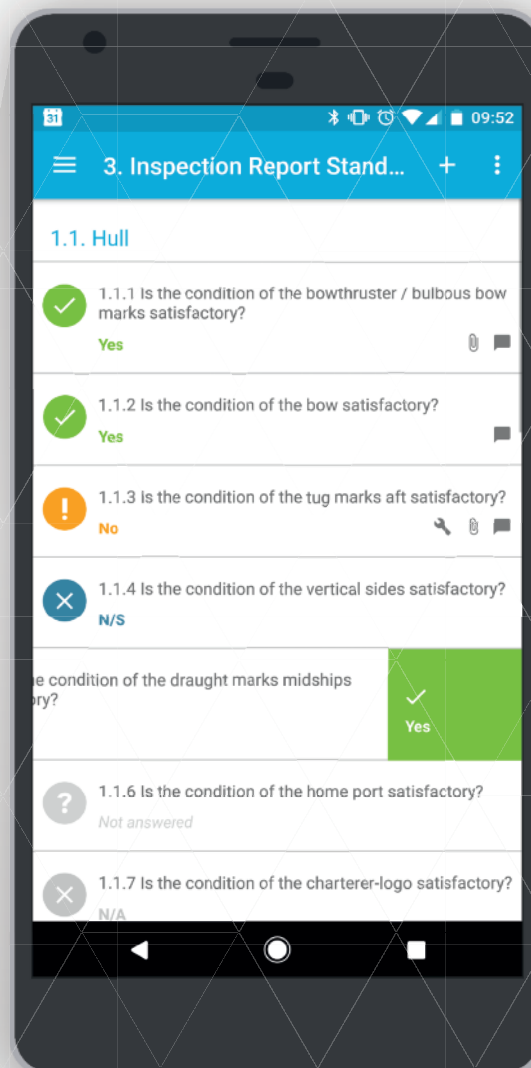 31
09:52
3. Inspection Report Stand...
1.1. Hull
1.1.1 Is the condition of the bowthruster / bulbous bow
marks satisfactory?
Yes
1.1.2 Is the condition of the bow satisfactory?
Yes
1.1.3 Is the condition of the tug marks aft satisfactory?
No
1.1.4 Is the condition of the vertical sides satisfactory?
N/S
e condition of the draught marks midships
ory?
Yes
1.1.6 Is the condition of the home port satisfactory?
Not answered
1.1.7 Is the condition of the charterer-logo satisfactory?
N/A